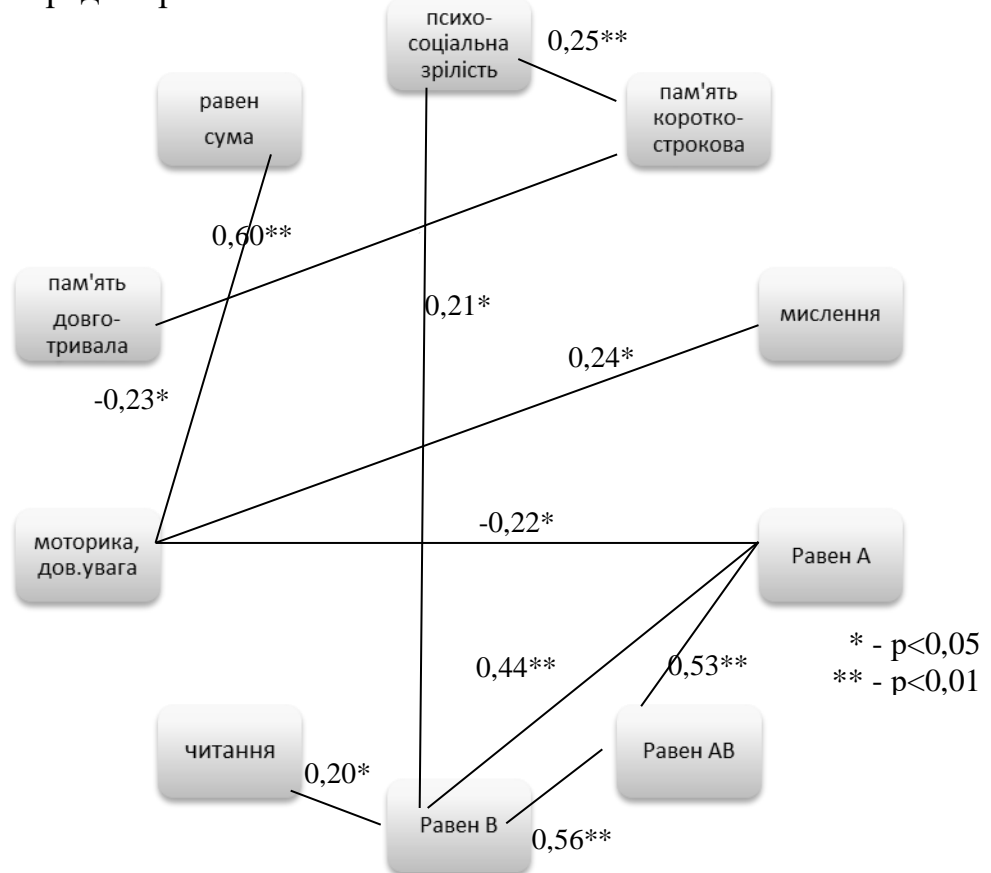 психо-
соціальна
зрілість
0,25**
равен
сума
пам'ять
коротко-
строкова
0,60**
пам'ять
довго-
тривала
0,21*
мислення
0,24*
-0,23*
моторика,
дов.увага
-0,22*
Равен А
* - p<0,05
** - p<0,01
0,44**
0,53**
читання
0,20*
Равен АВ
Равен В
0,56**